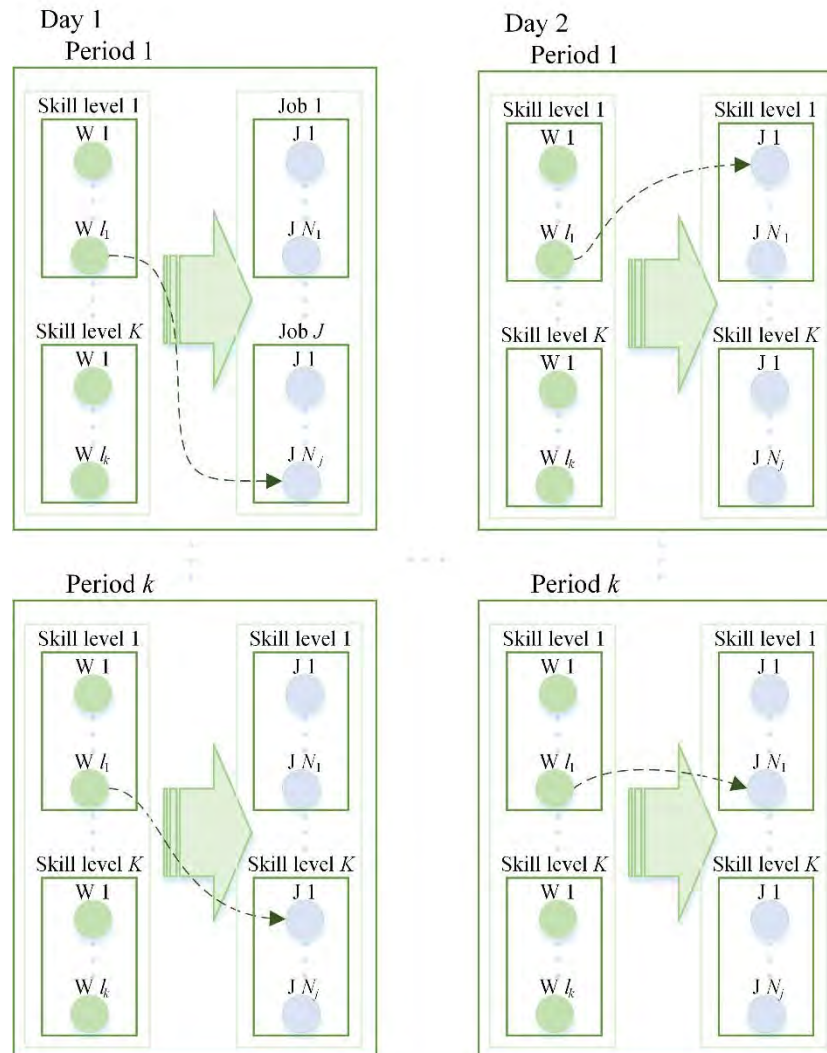 Day 1
Period 1
Skill level 1
W 1
W l₁
Skill level K
W 1
W lₖ
Job 1
J 1
J N₁
Job J
J 1
J Nⱼ
Day 2
Period 1
Skill level 1
W 1
W l₁
Skill level K
W 1
W lₖ
Skill level 1
J 1
J N₁
Skill level K
J 1
J Nⱼ
...
Period k
Skill level 1
W 1
W l₁
Skill level K
W 1
W lₖ
Skill level 1
J 1
J N₁
Skill level K
J 1
J Nⱼ
Period k
Skill level 1
W 1
W l₁
Skill level K
W 1
W lₖ
Skill level 1
J 1
J N₁
Skill level K
J 1
J Nⱼ